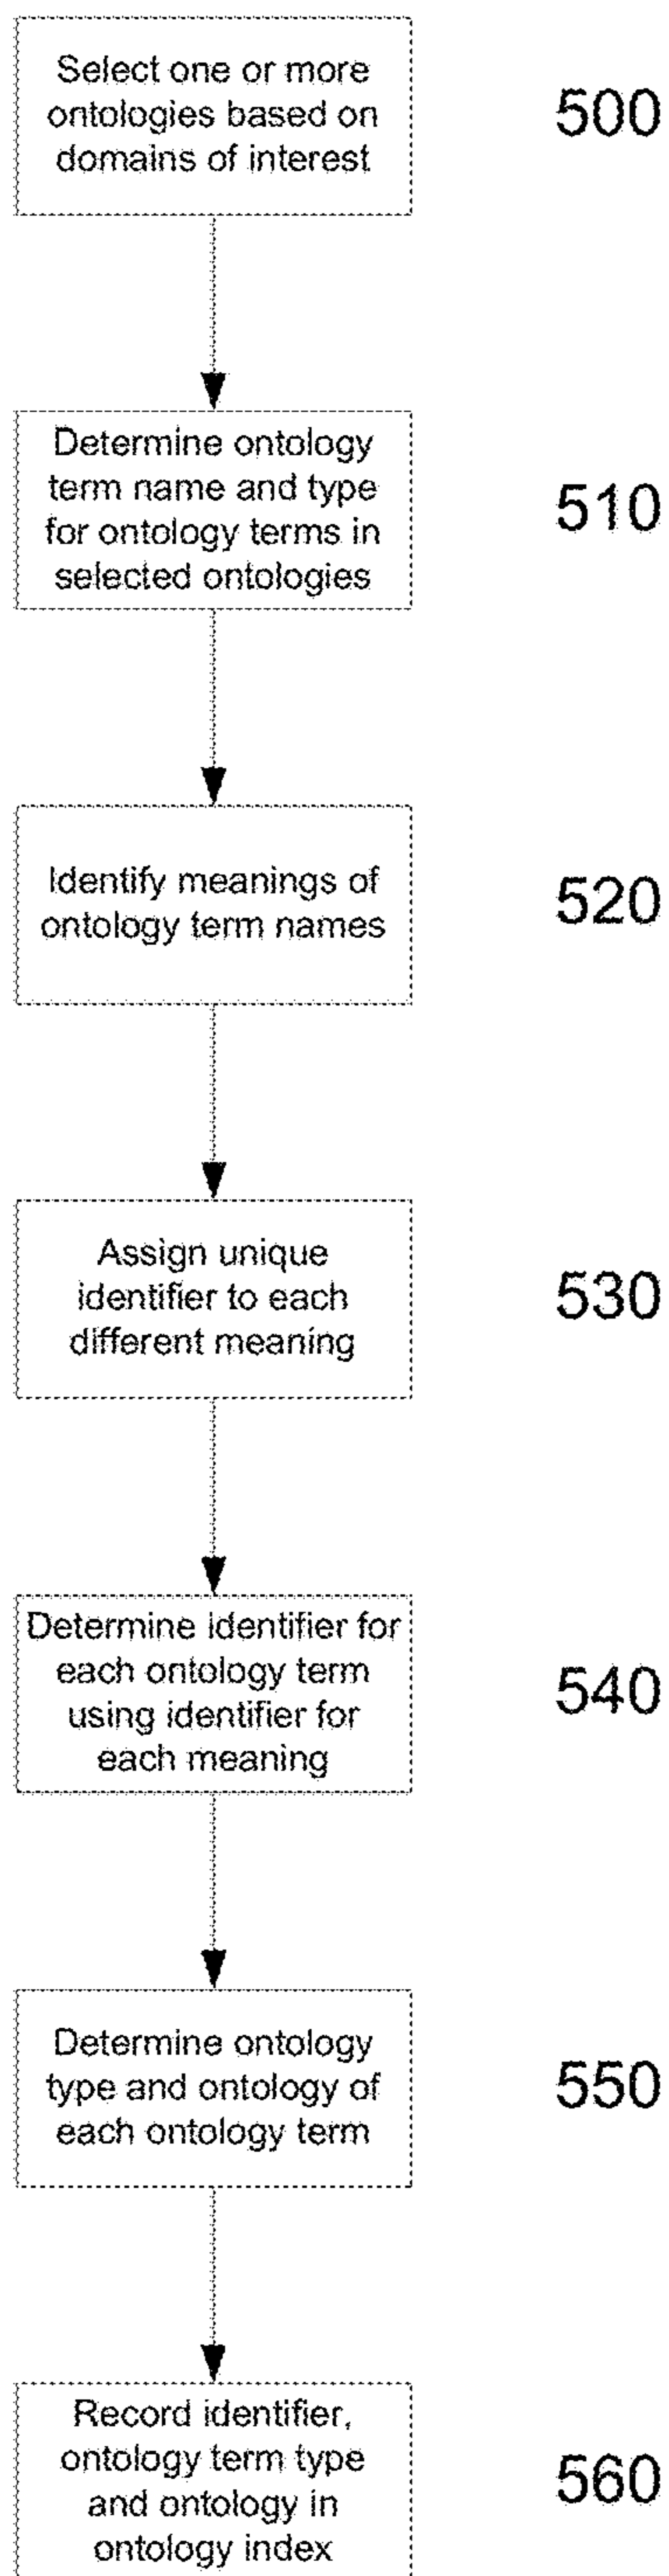 Select one or more
ontologies based on
domains of interest
500
Determine ontology
term name and type
for ontology terms in
selected ontologies
510
Identify meanings of
ontology term names
520
Assign unique
identifier to each
different meaning
530
Determine identifier for
each ontology term
using identifier for
each meaning
540
Determine ontology
type and ontology of
each ontology term
550
Record identifier,
ontology term type
and ontology in
ontology index
560